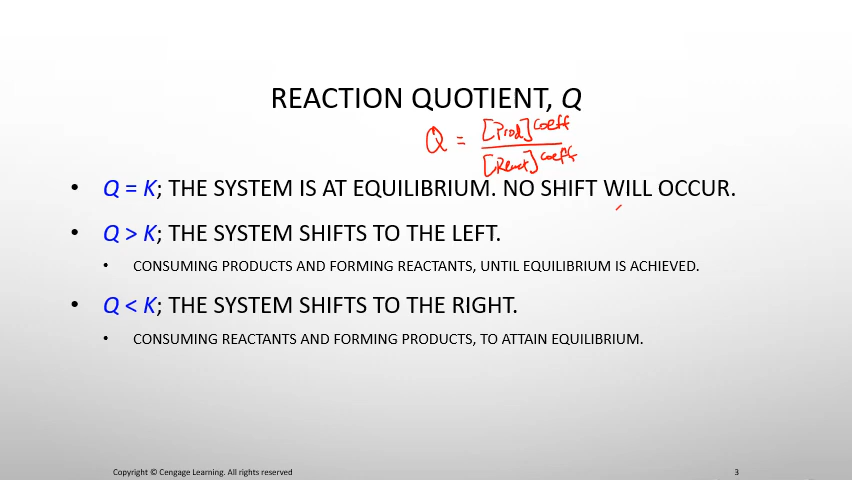 REACTION QUOTIENT, Q
Q = [Prod]^coeff / [React]^coeff
• Q = K; THE SYSTEM IS AT EQUILIBRIUM. NO SHIFT WILL OCCUR.
• Q > K; THE SYSTEM SHIFTS TO THE LEFT.
• CONSUMING PRODUCTS AND FORMING REACTANTS, UNTIL EQUILIBRIUM IS ACHIEVED.
• Q < K; THE SYSTEM SHIFTS TO THE RIGHT.
• CONSUMING REACTANTS AND FORMING PRODUCTS, TO ATTAIN EQUILIBRIUM.
Copyright © Cengage Learning. All rights reserved
3